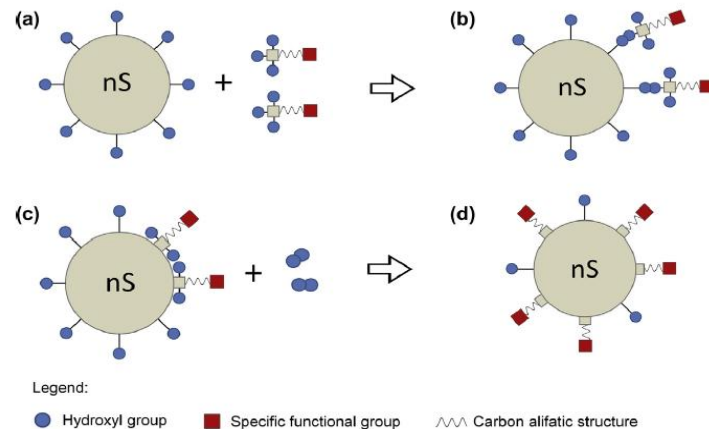 (a)
nS
+
(b)
nS
(c)
nS
+
(d)
nS
Legend:
Hydroxyl group Specific functional group Carbon alifatic structure